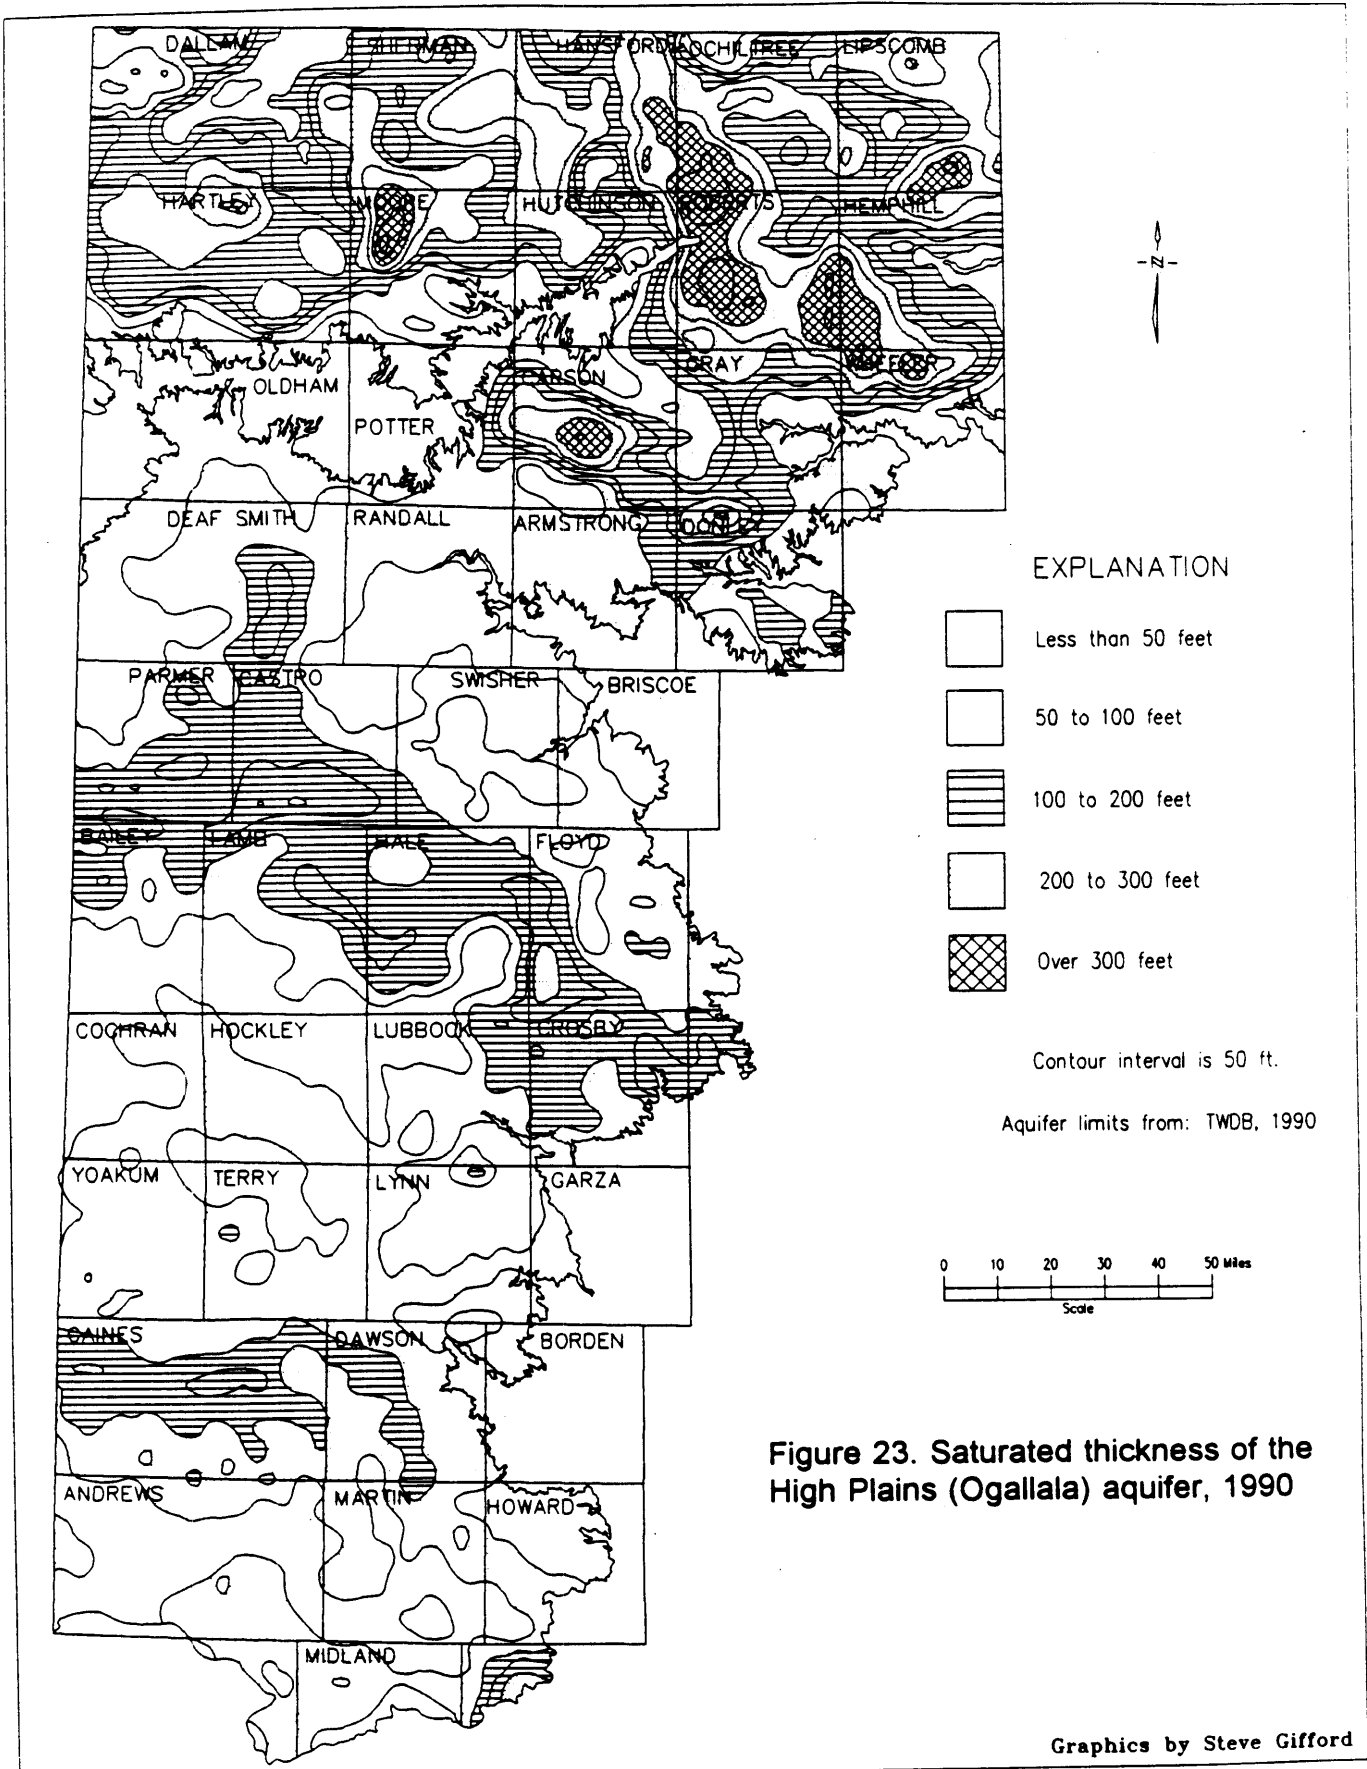 DALLAM SHERMAN HANSFORD OCHILTREE LIPSCOMB
HARTLEY MOORE HUTCHINSON ROBERTS HEMPHILL
-N-
OLDHAM CARSON GRAY WHEELER
POTTER
DEAF SMITH RANDALL ARMSTRONG DONLEY
EXPLANATION
Less than 50 feet
50 to 100 feet
100 to 200 feet
200 to 300 feet
Over 300 feet
PARMER CASTRO SWISHER BRISCOE
BAILEY LAMB HALE FLOYD
COCHRAN HOCKLEY LUBBOCK CROSBY
Contour interval is 50 ft.
Aquifer limits from: TWDB, 1990
YOAKUM TERRY LYNN GARZA
0 10 20 30 40 50 Miles
Scale
GAINES DAWSON BORDEN
Figure 23. Saturated thickness of the
High Plains (Ogallala) aquifer, 1990
ANDREWS MARTIN HOWARD
MIDLAND
Graphics by Steve Gifford